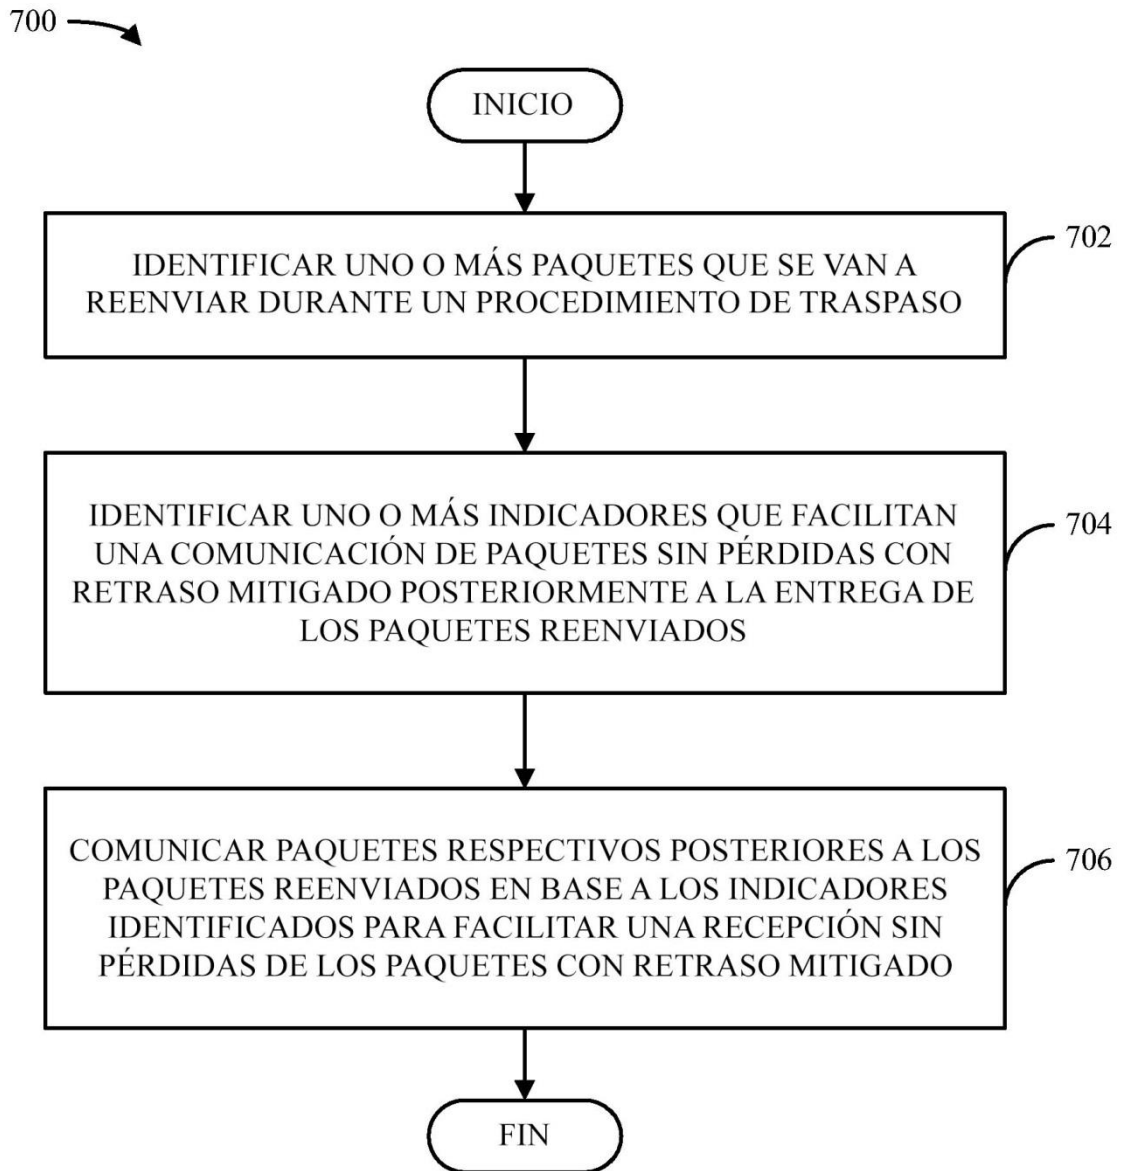 700
INICIO
IDENTIFICAR UNO O MÁS PAQUETES QUE SE VAN A
REENVIAR DURANTE UN PROCEDIMIENTO DE TRASPASO
702
IDENTIFICAR UNO O MÁS INDICADORES QUE FACILITAN
UNA COMUNICACIÓN DE PAQUETES SIN PÉRDIDAS CON
RETRASO MITIGADO POSTERIORMENTE A LA ENTREGA DE
LOS PAQUETES REENVIADOS
704
COMUNICAR PAQUETES RESPECTIVOS POSTERIORES A LOS
PAQUETES REENVIADOS EN BASE A LOS INDICADORES
IDENTIFICADOS PARA FACILITAR UNA RECEPCIÓN SIN
PÉRDIDAS DE LOS PAQUETES CON RETRASO MITIGADO
706
FIN